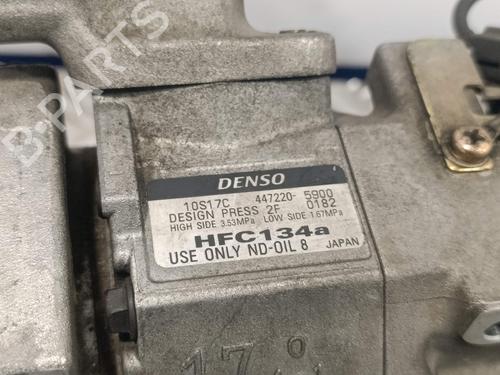 B-PARTS
DENSO
10S17C 447220-5900
DESIGN PRESS 2F 0182
HIGH SIDE 3.53MPa LOW SIDE 1.67MPa
HFC134a
USE ONLY ND-OIL 8 JAPAN
17